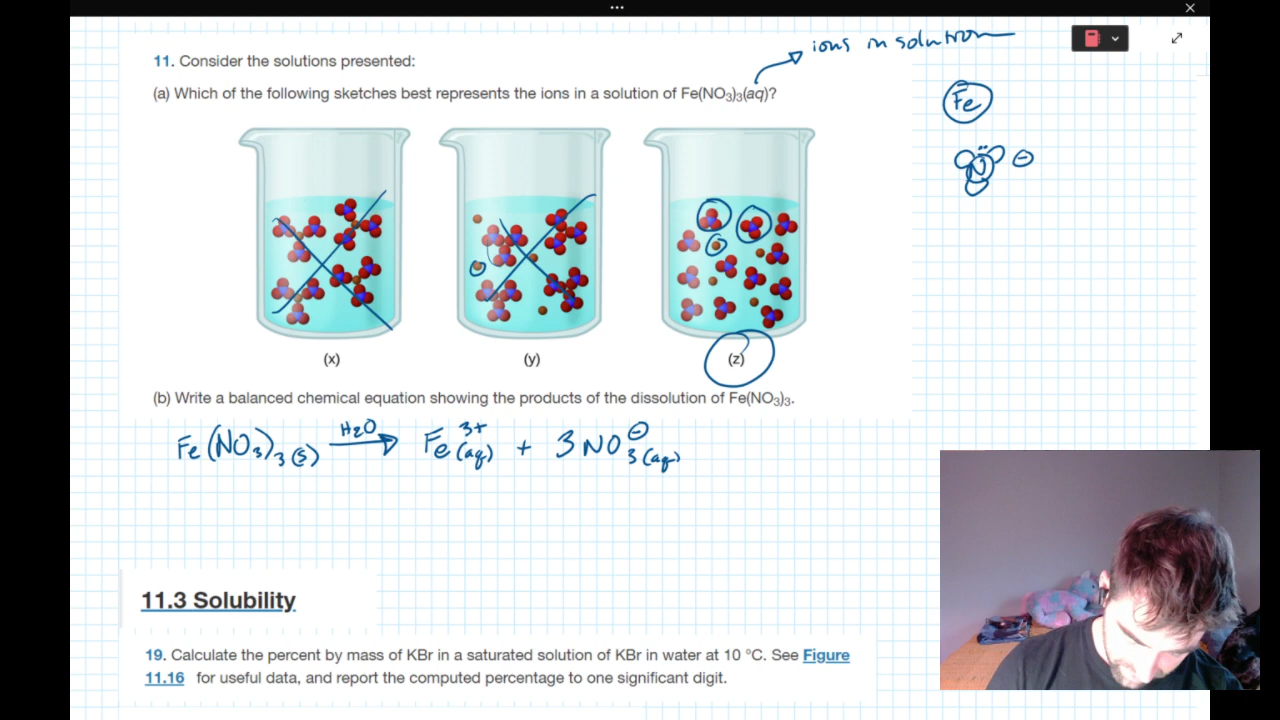 11. Consider the solutions presented:
ions in solution
(a) Which of the following sketches best represents the ions in a solution of Fe(NO₃)₃(aq)?
Fe
N ⊖
(x) (y) (z)
(b) Write a balanced chemical equation showing the products of the dissolution of Fe(NO₃)₃.
Fe(NO₃)₃(s) H₂O → Fe³⁺(aq) + 3NO₃⊖(aq)
11.3 Solubility
19. Calculate the percent by mass of KBr in a saturated solution of KBr in water at 10 °C. See Figure
11.16 for useful data, and report the computed percentage to one significant digit.